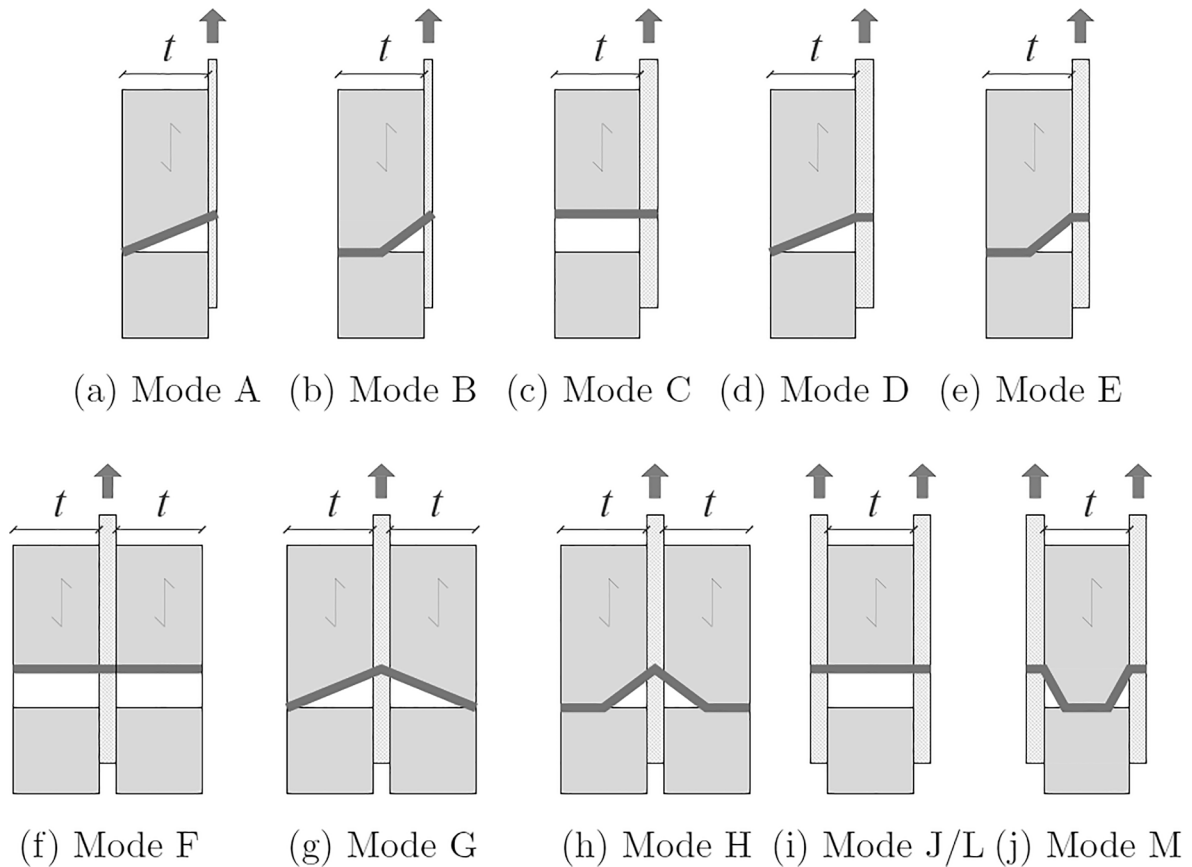 t t t t t
(a) Mode A (b) Mode B (c) Mode C (d) Mode D (e) Mode E
t t t t t t t t
(f) Mode F (g) Mode G (h) Mode H (i) Mode J/L (j) Mode M